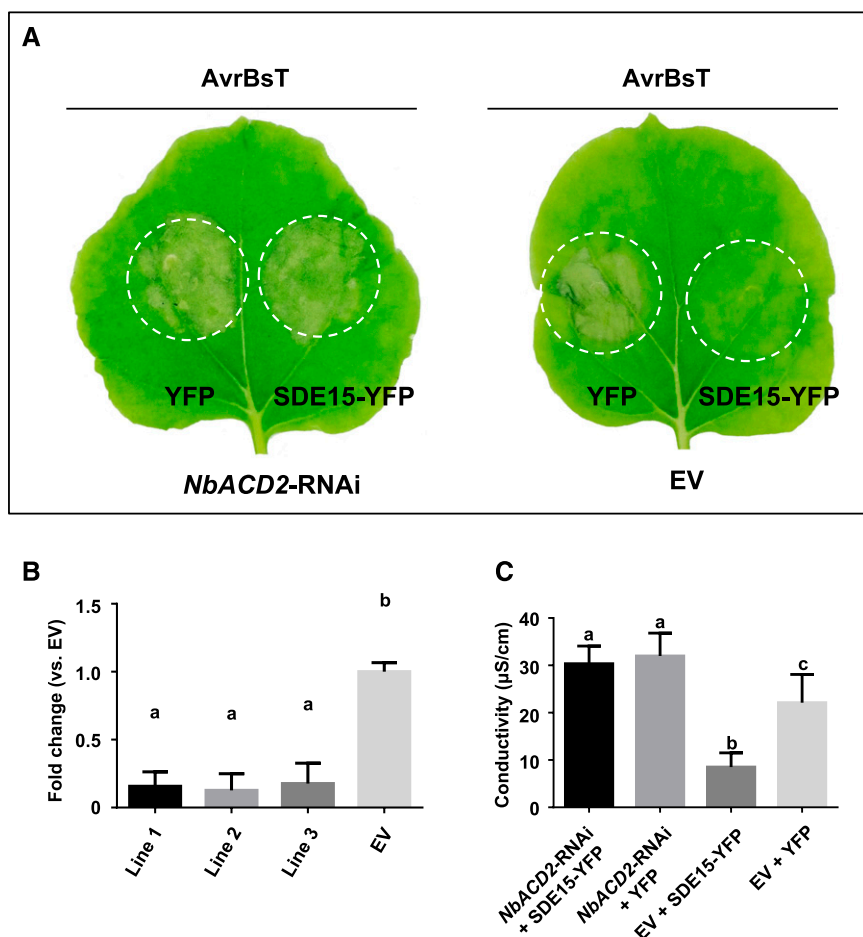 A
AvrBsT
AvrBsT
YFP
SDE15-YFP
YFP
SDE15-YFP
NbACD2-RNAi
EV
B
Fold change (vs. EV)
1.5
1.0
0.5
0
a
a
a
b
Line 1
Line 2
Line 3
EV
C
Conductivity (µS/cm)
40
30
20
10
0
a
a
b
c
NbACD2-RNAi
+ SDE15-YFP
NbACD2-RNAi
+ YFP
EV + SDE15-YFP
EV + YFP